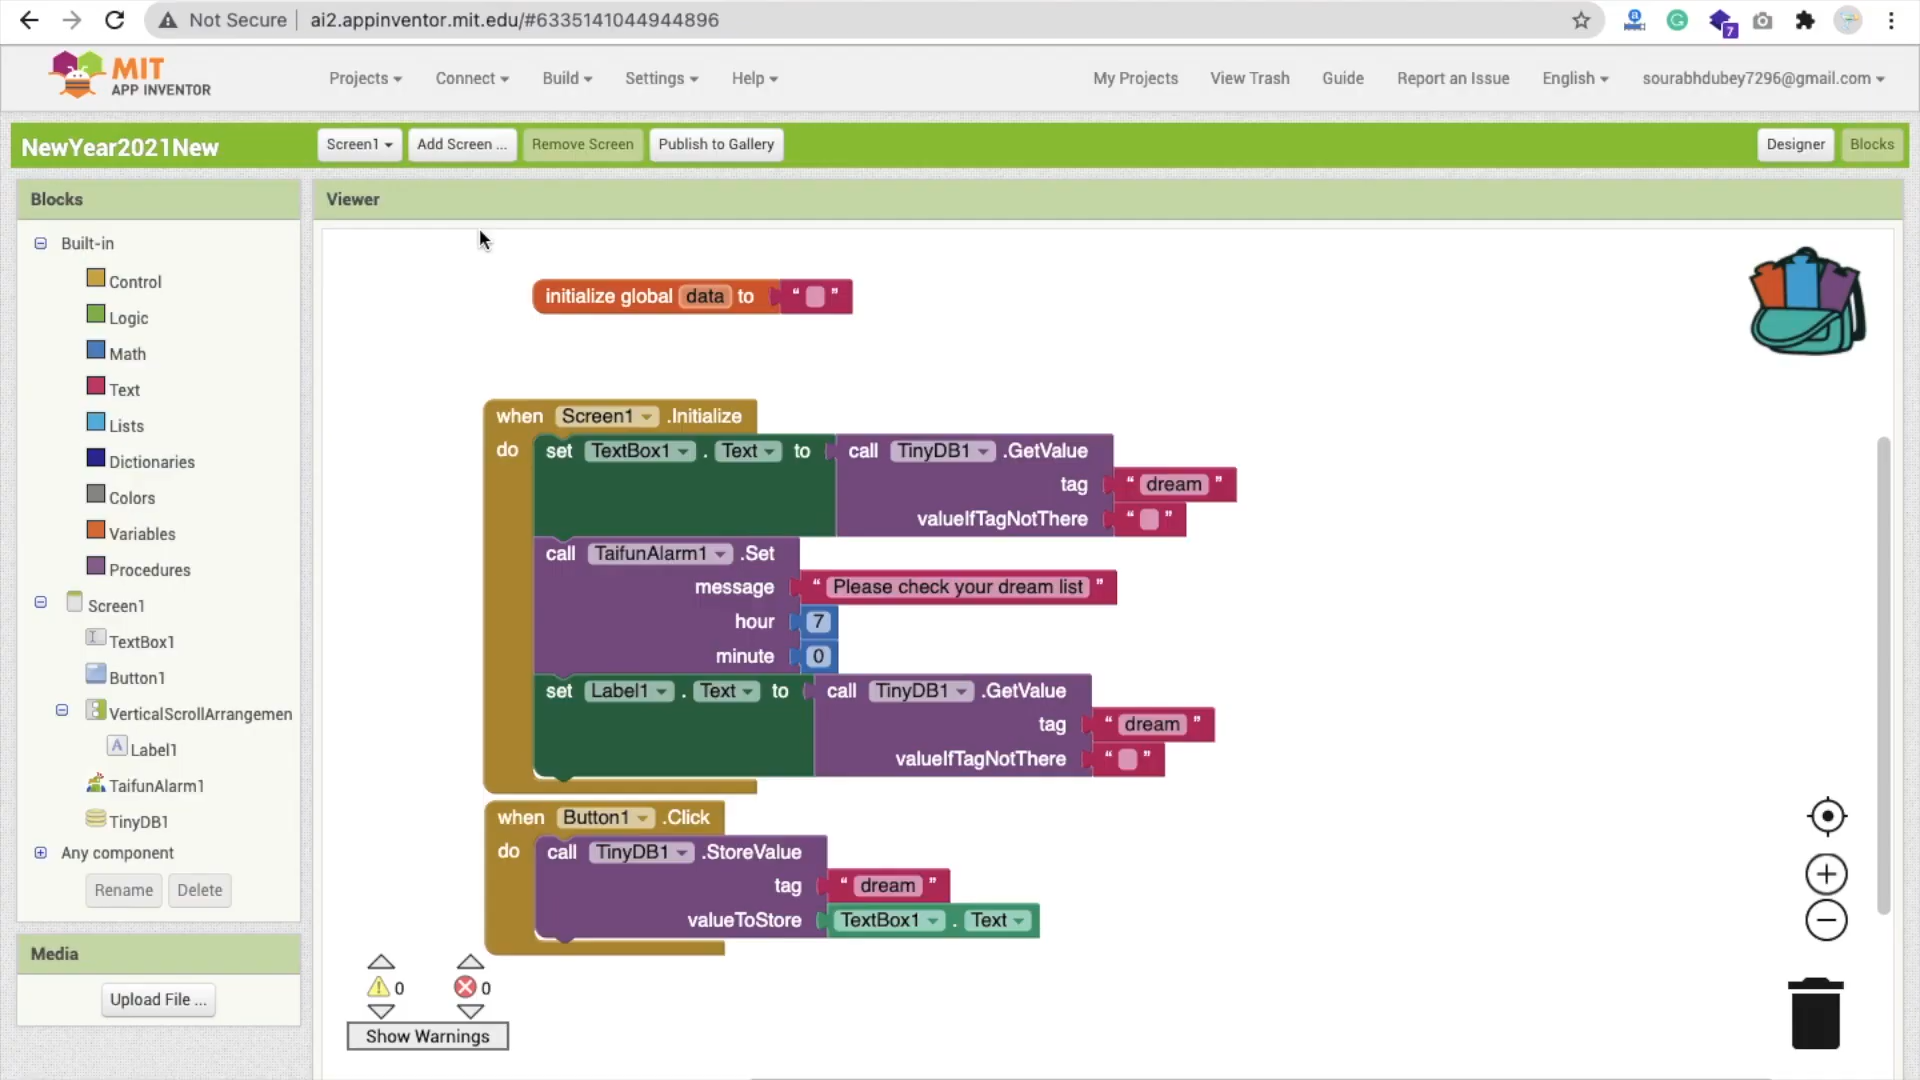 Not Secure ai2.appinventor.mit.edu/#6335141044944896
7
MIT
APP INVENTOR
Projects Connect Build Settings Help My Projects View Trash Guide Report an Issue English sourabhdubey7296@gmail.com
NewYear2021New Screen1 Add Screen ... Remove Screen Publish to Gallery Designer Blocks
Blocks
Built-in
Control
Logic
Math
Text
Lists
Dictionaries
Colors
Variables
Procedures
Screen1
TextBox1
Button1
VerticalScrollArrangemen
A Label1
TaifunAlarm1
TinyDB1
Any component
Rename Delete
Media
Upload File ...
Viewer
initialize global data to “ ”
when Screen1 .Initialize
do set TextBox1 . Text to call TinyDB1 .GetValue
tag “ dream ”
valueIfTagNotThere “ ”
call TaifunAlarm1 .Set
message “ Please check your dream list ”
hour 7
minute 0
set Label1 . Text to call TinyDB1 .GetValue
tag “ dream ”
valueIfTagNotThere “ ”
when Button1 .Click
do call TinyDB1 .StoreValue
tag “ dream ”
valueToStore TextBox1 . Text
0 0
Show Warnings